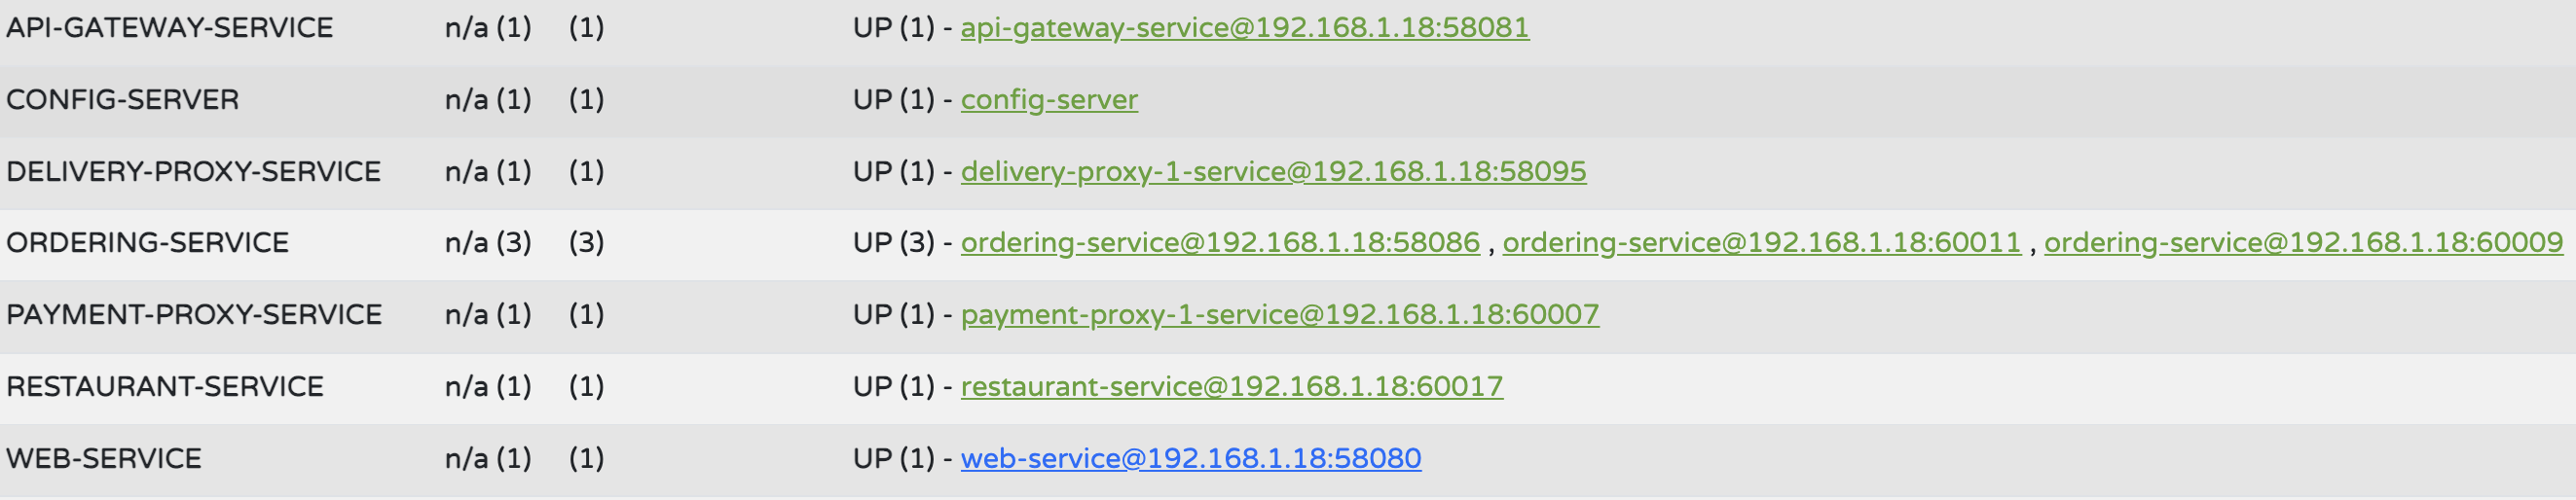 API-GATEWAY-SERVICE n/a (1) (1) UP (1) - api-gateway-service@192.168.1.18:58081
CONFIG-SERVER n/a (1) (1) UP (1) - config-server
DELIVERY-PROXY-SERVICE n/a (1) (1) UP (1) - delivery-proxy-1-service@192.168.1.18:58095
ORDERING-SERVICE n/a (3) (3) UP (3) - ordering-service@192.168.1.18:58086 , ordering-service@192.168.1.18:60011 , ordering-service@192.168.1.18:60009
PAYMENT-PROXY-SERVICE n/a (1) (1) UP (1) - payment-proxy-1-service@192.168.1.18:60007
RESTAURANT-SERVICE n/a (1) (1) UP (1) - restaurant-service@192.168.1.18:60017
WEB-SERVICE n/a (1) (1) UP (1) - web-service@192.168.1.18:58080